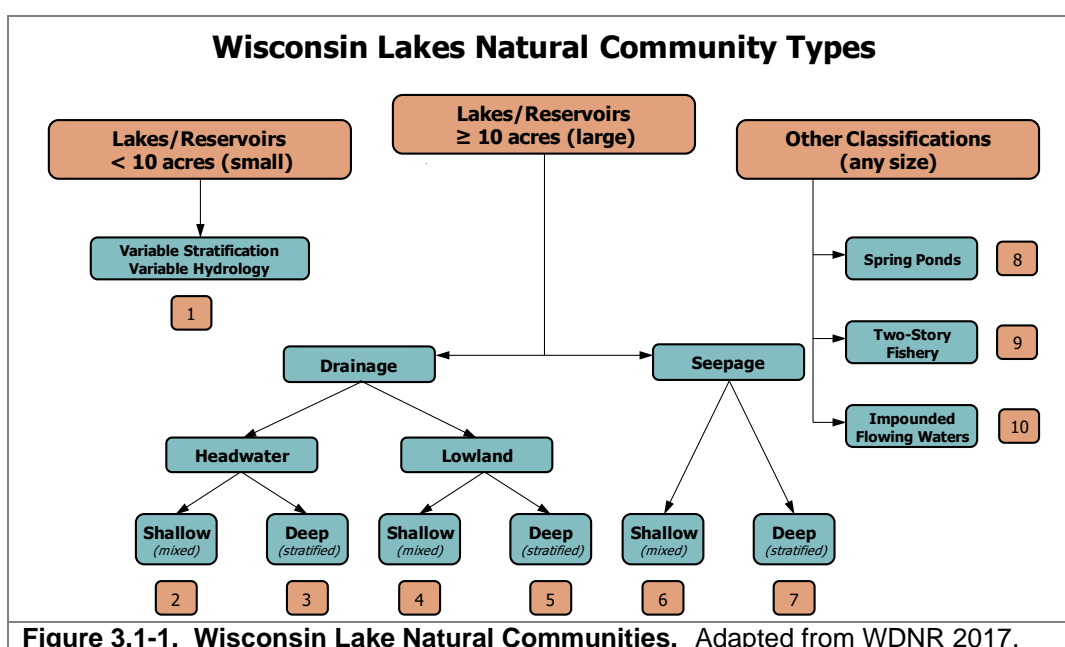 Wisconsin Lakes Natural Community Types
Lakes/Reservoirs
< 10 acres (small)
Lakes/Reservoirs
≥ 10 acres (large)
Other Classifications
(any size)
Variable Stratification
Variable Hydrology
1
Spring Ponds
8
Two-Story
Fishery
9
Impounded
Flowing Waters
10
Drainage
Seepage
Headwater
Lowland
Shallow
(mixed)
Deep
(stratified)
Shallow
(mixed)
Deep
(stratified)
Shallow
(mixed)
Deep
(stratified)
2
3
4
5
6
7
Figure 3.1-1. Wisconsin Lake Natural Communities. Adapted from WDNR 2017.